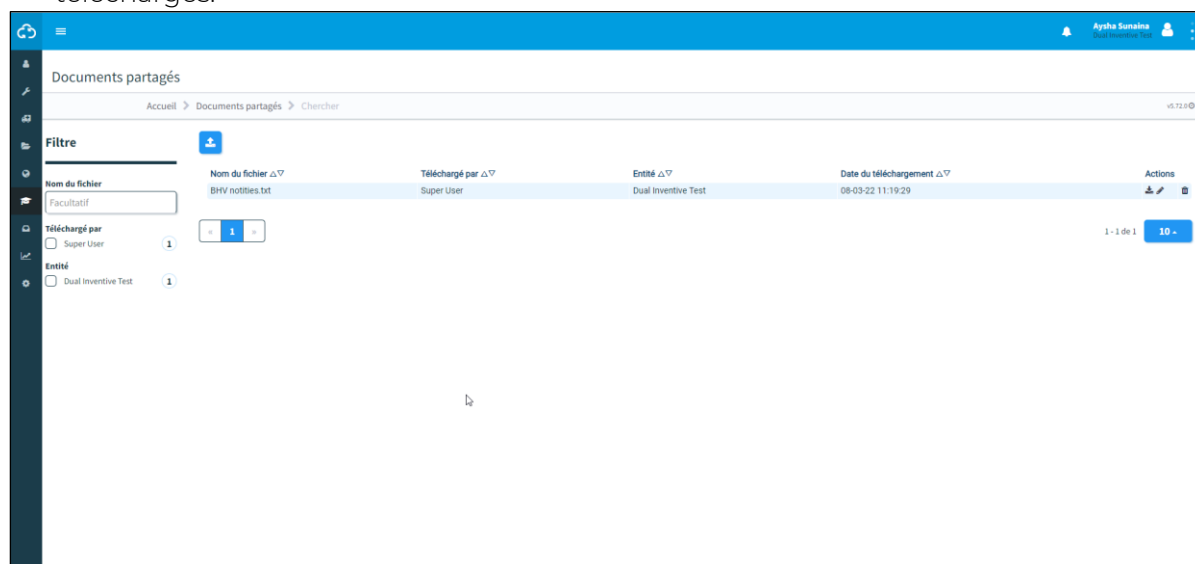 téléchargés.
Aysha Sunaina
Dual Inventive Test
Documents partagés
Accueil > Documents partagés > Chercher
v5.72.0
Filtre
Nom du fichier
Facultatif
Téléchargé par
Super User 1
Entité
Dual Inventive Test 1
Nom du fichier △▽ Téléchargé par △▽ Entité △▽ Date du téléchargement △▽ Actions
BHV notities.txt Super User Dual Inventive Test 08-03-22 11:19:29
« 1 »
1 - 1 de 1 10